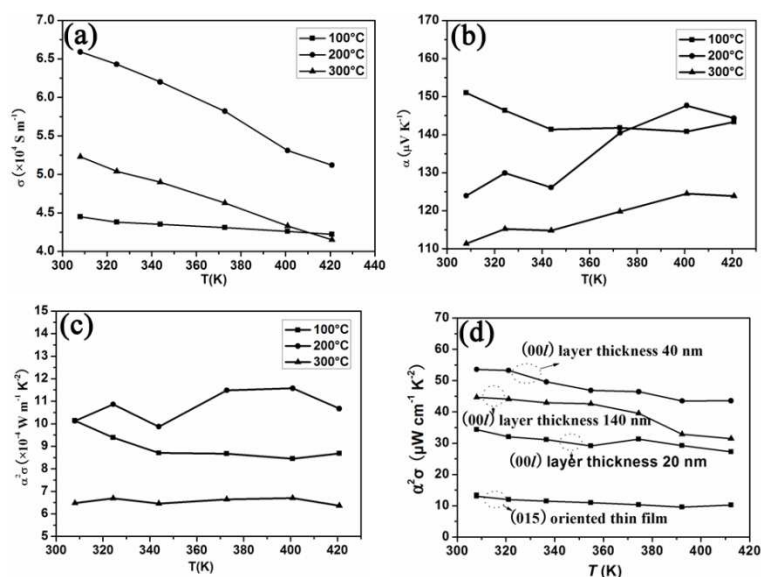 (a)
100°C
200°C
300°C
σ (×10⁴ S m⁻¹)
7.0
6.5
6.0
5.5
5.0
4.5
4.0
300 320 340 360 380 400 420 440
T(K)
(b)
100°C
200°C
300°C
α (μV K⁻¹)
170
160
150
140
130
120
110
300 320 340 360 380 400 420
T(K)
(c)
100°C
200°C
300°C
α²σ (×10⁻⁴ W m⁻¹ K⁻²)
15
14
13
12
11
10
9
8
7
6
5
300 320 340 360 380 400 420
T(K)
(d)
α²σ (μW cm⁻¹ K⁻²)
70
60
50
40
30
20
10
0
(00l) layer thickness 40 nm
(00l) layer thickness 140 nm
(00l) layer thickness 20 nm
(015) oriented thin film
300 320 340 360 380 400 420
T (K)